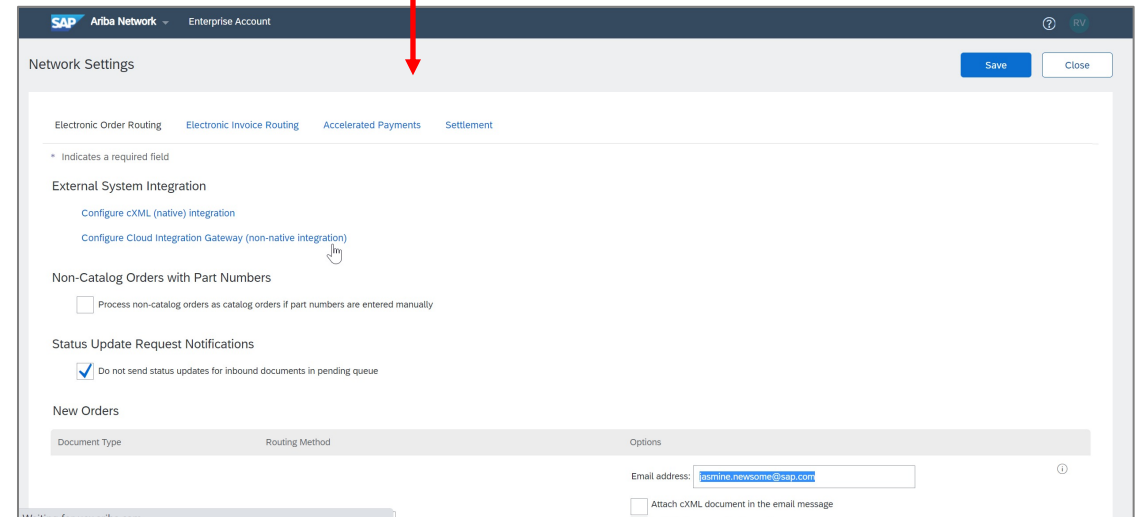 SAP Ariba Network Enterprise Account ? RV
Network Settings Save Close
Electronic Order Routing Electronic Invoice Routing Accelerated Payments Settlement
* Indicates a required field
External System Integration
Configure cXML (native) integration
Configure Cloud Integration Gateway (non-native integration)
Non-Catalog Orders with Part Numbers
Process non-catalog orders as catalog orders if part numbers are entered manually
Status Update Request Notifications
Do not send status updates for inbound documents in pending queue
New Orders
Document Type Routing Method Options
Email address: jasmine.newsome@sap.com
Attach cXML document in the email message